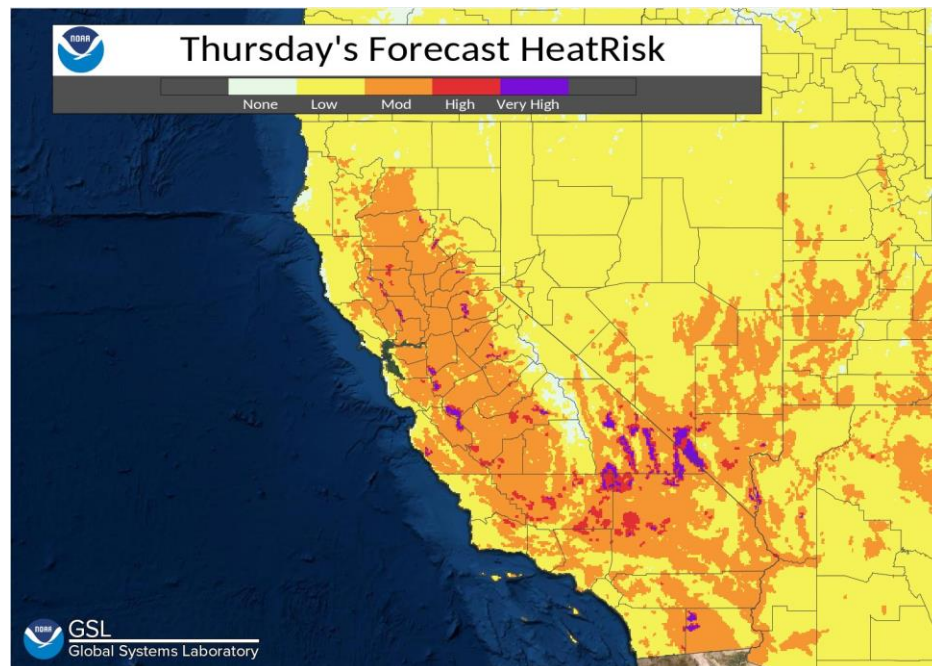 NOAA
Thursday's Forecast HeatRisk
None Low Mod High Very High
NOAA
GSL
Global Systems Laboratory